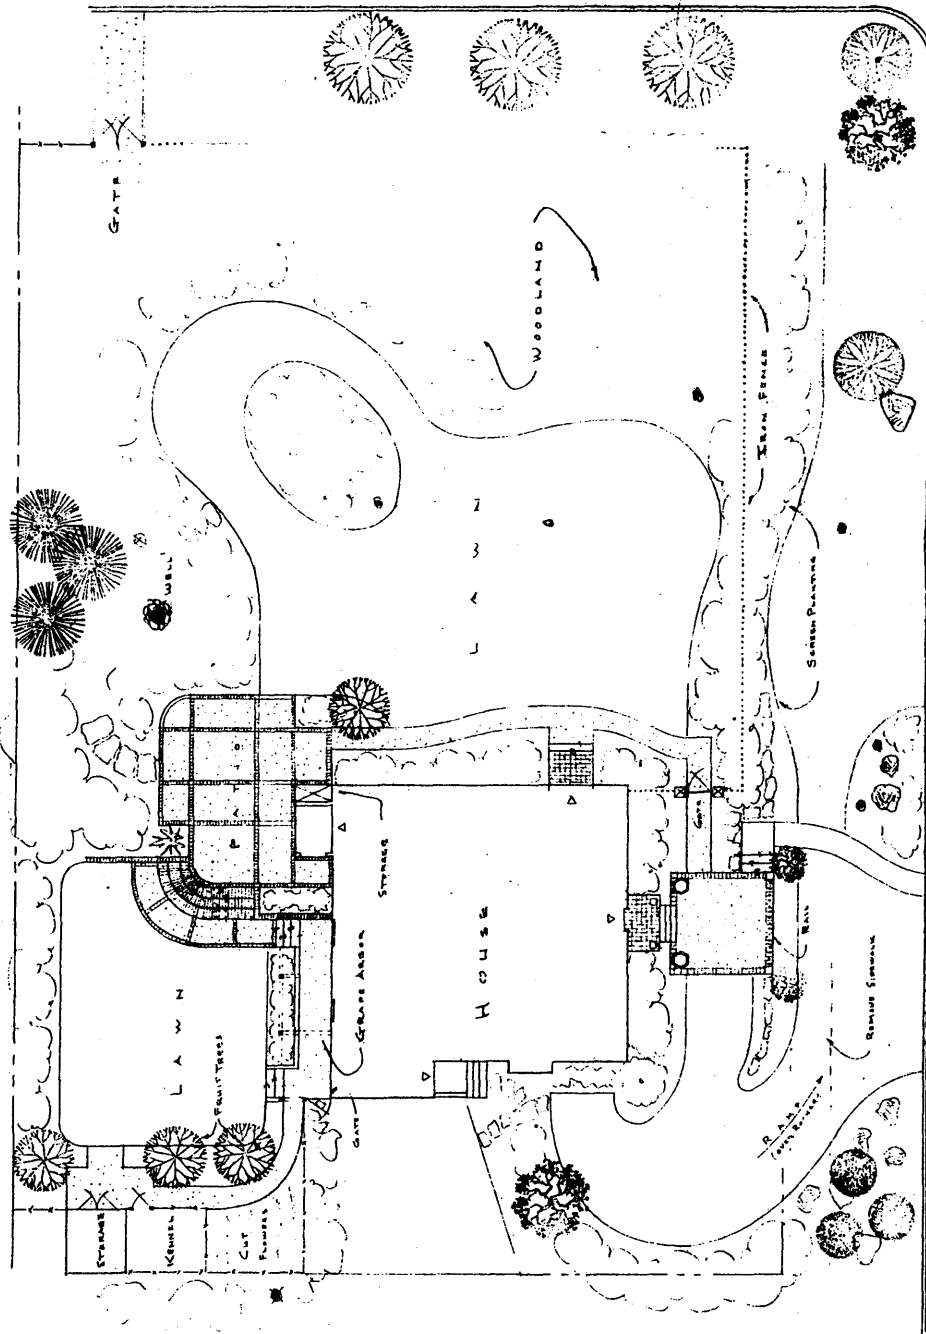 GATE
WOODLAND
IRON FENCE
LAWN
WELL
SCREEN PLANTING
PATIO
GATE
STORAGE
HOUSE
RAIL
GRAPE ARBOR
LAWN
REMOVE SIDEWALK
FRUIT TREES
GATE
RAMP
STORAGE
KENNEL
CUT
FLOWERS